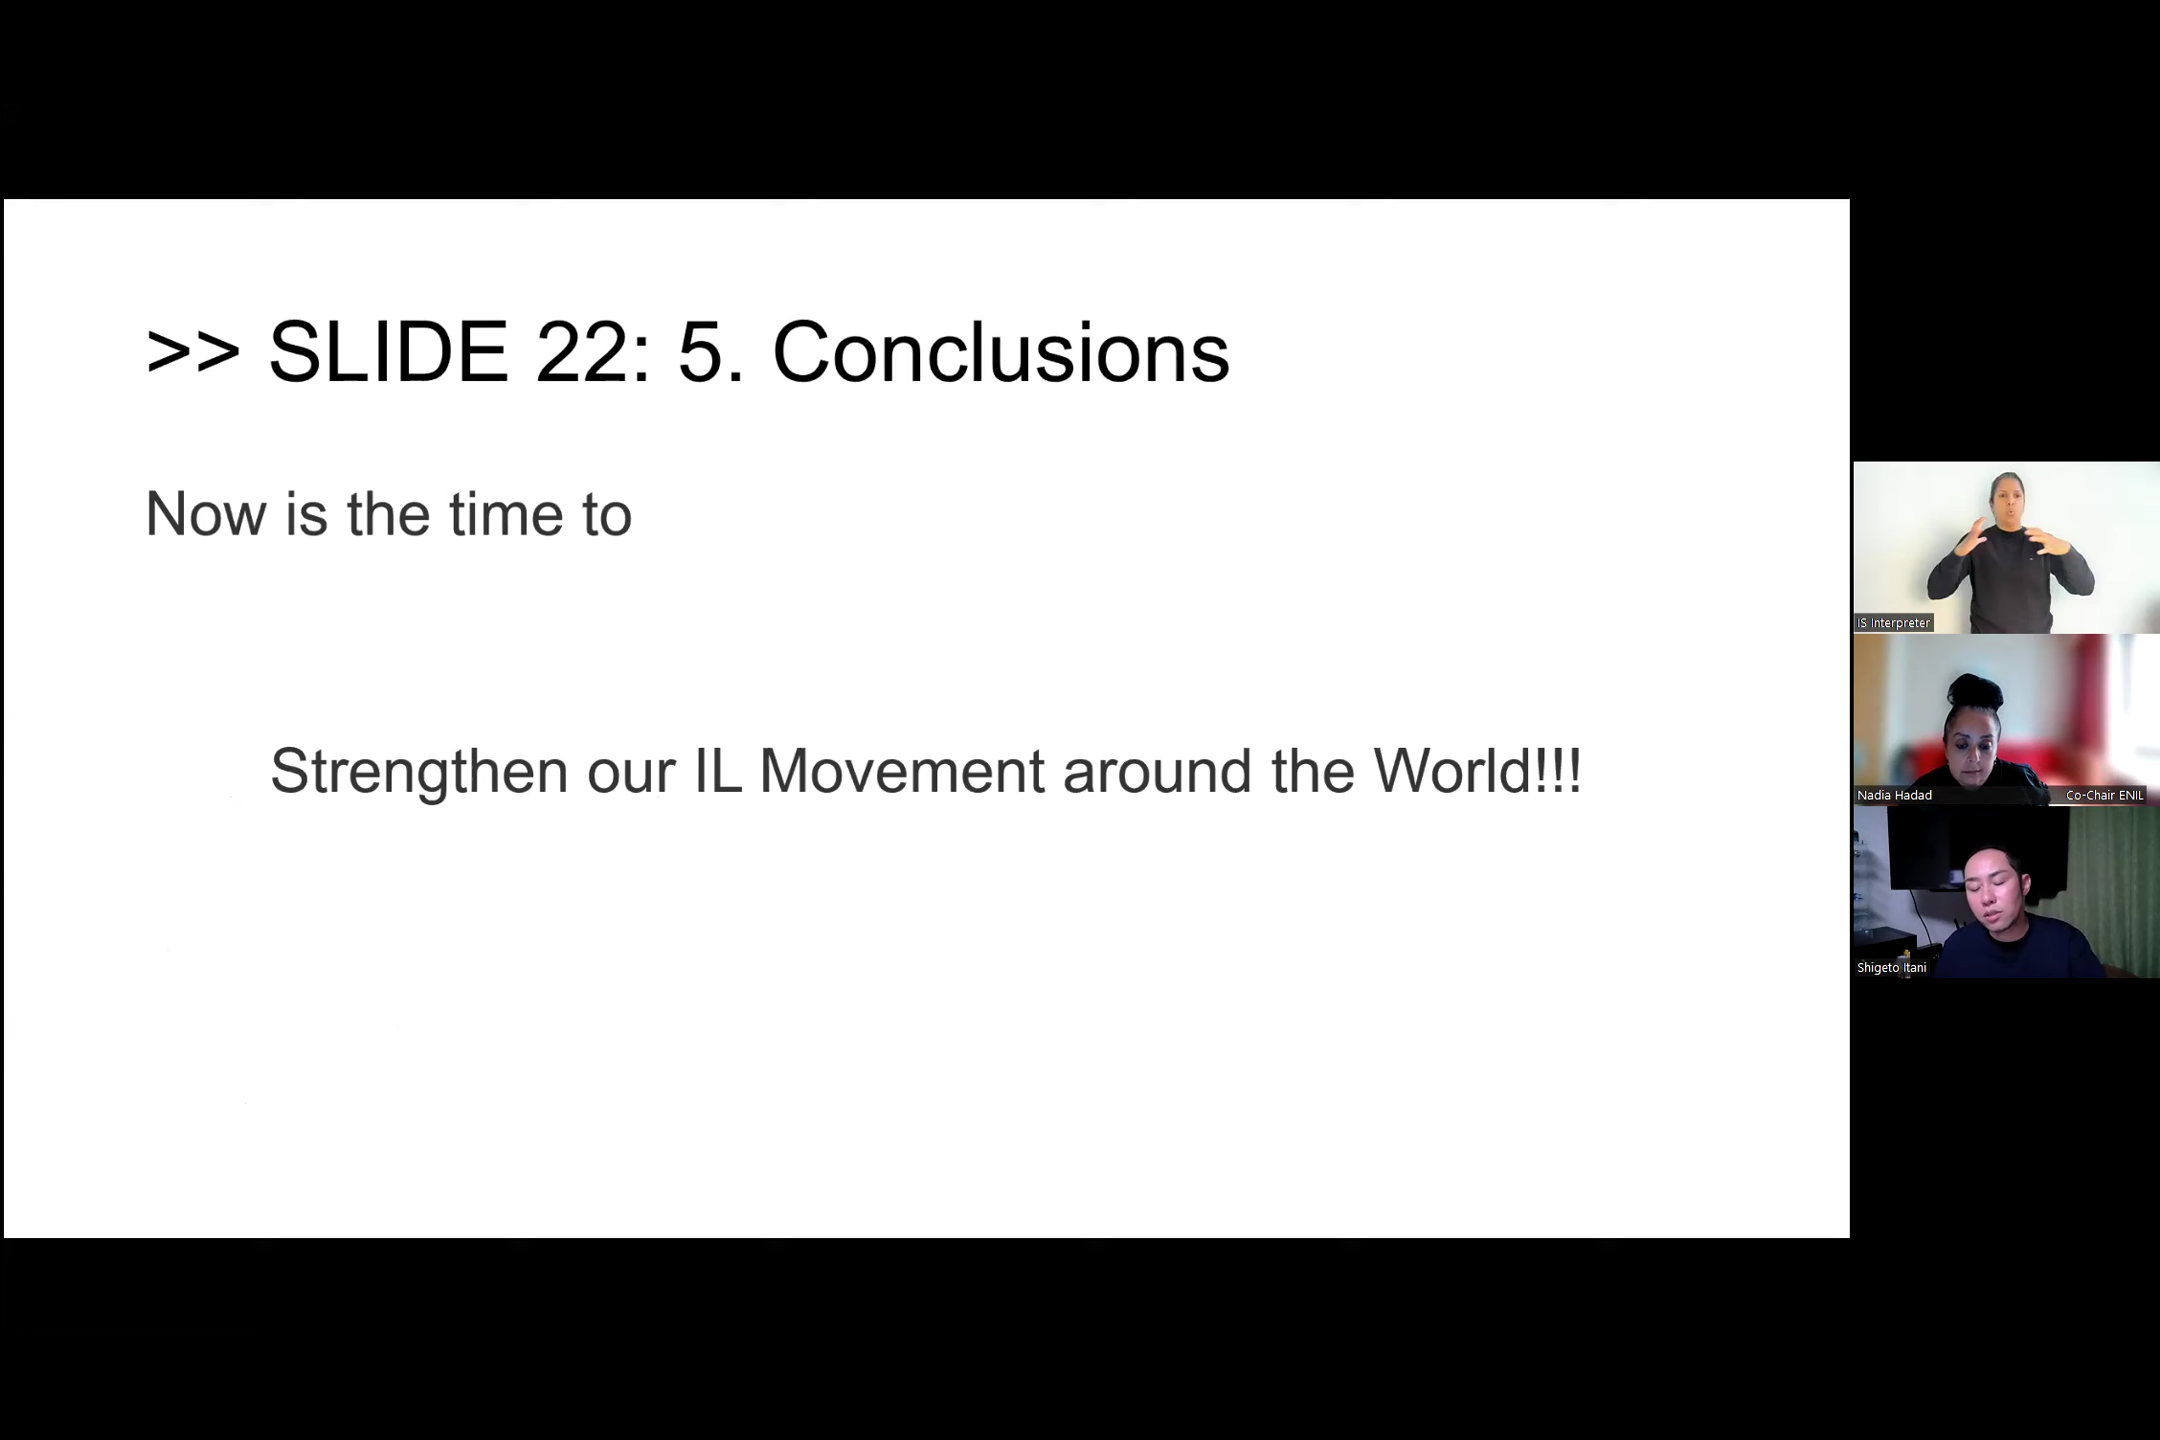 >> SLIDE 22: 5. Conclusions
Now is the time to
Strengthen our IL Movement around the World!!!
IS Interpreter
Nadia Hadad Co-Chair ENIL
Shigeto Itani